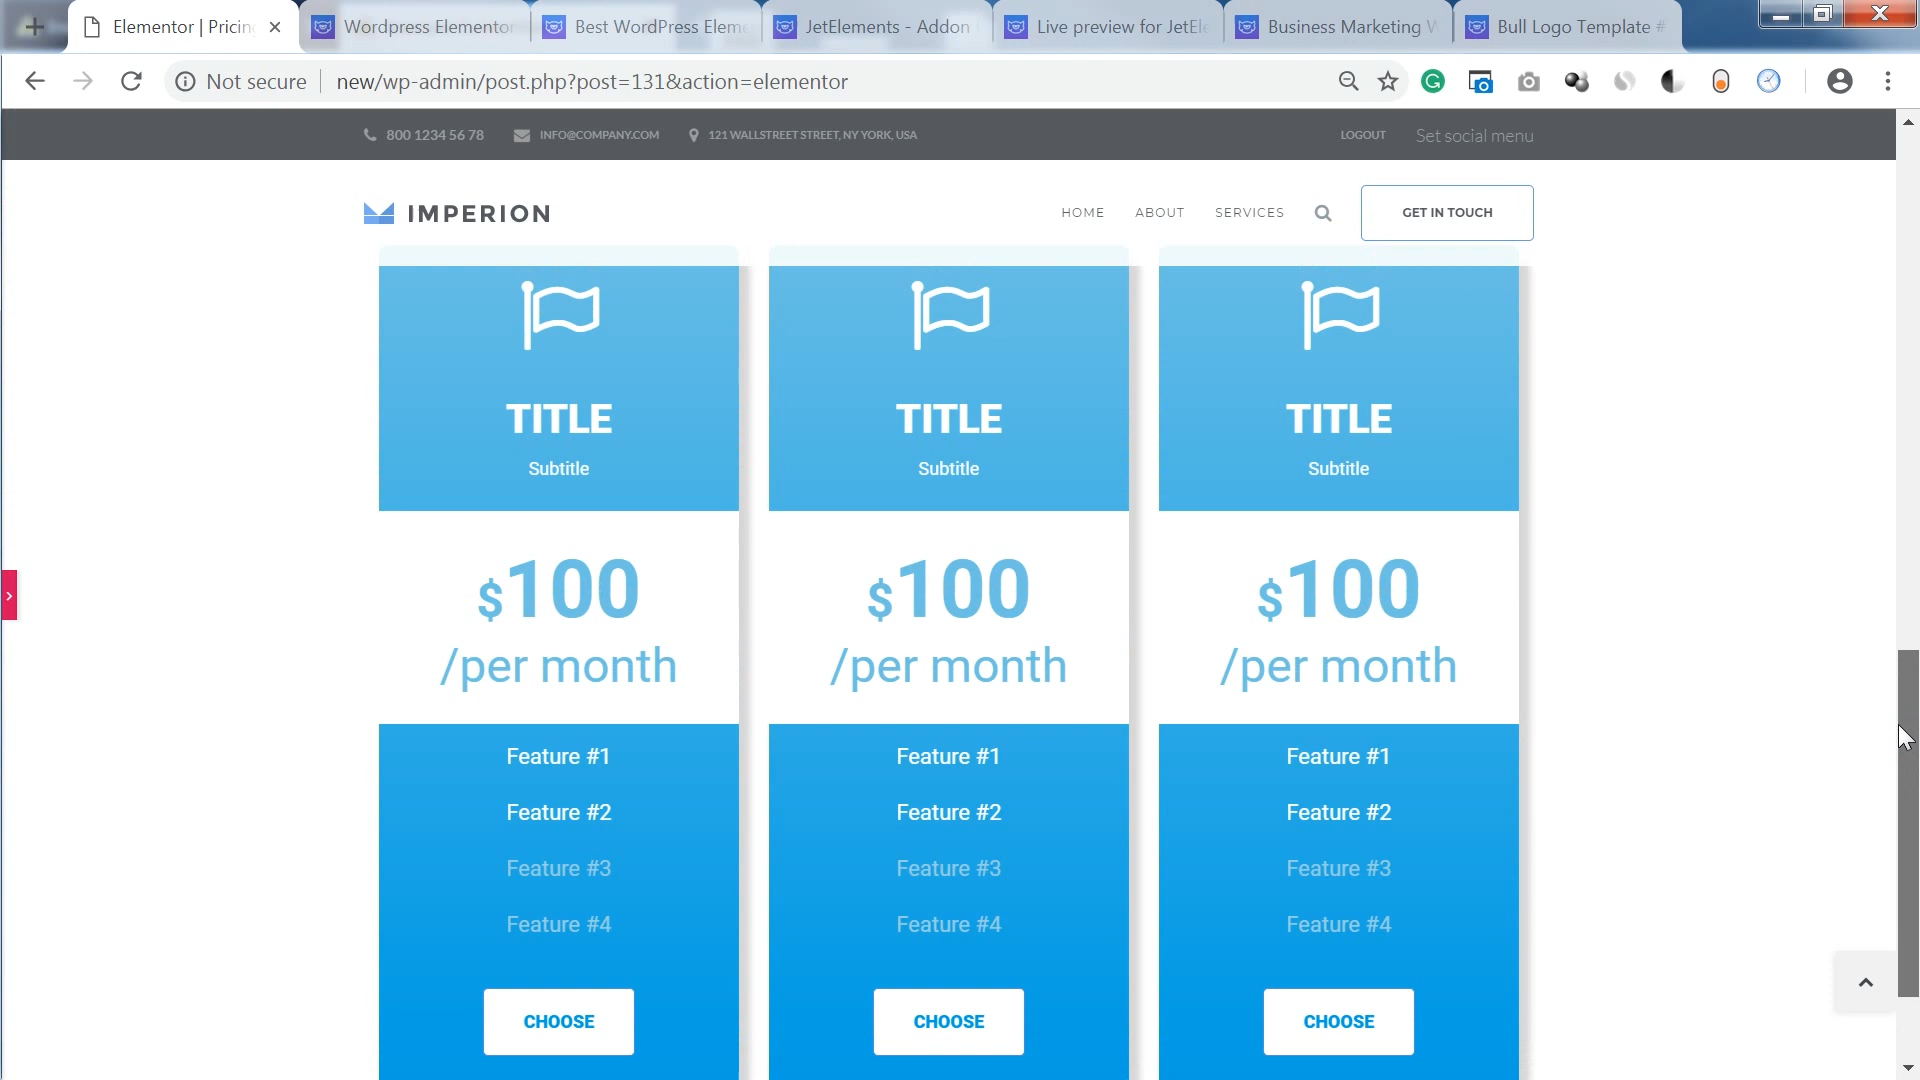 Elementor | Pricin
Wordpress Elementor
Best WordPress Eleme
JetElements - Addon
Live preview for JetEle
Business Marketing W
Bull Logo Template #
Not secure
new/wp-admin/post.php?post=131&action=elementor
800 1234 56 78
INFO@COMPANY.COM
121 WALLSTREET STREET, NY YORK, USA
LOGOUT
Set social menu
IMPERION
HOME
ABOUT
SERVICES
GET IN TOUCH
TITLE
Subtitle
$100
/per month
Feature #1
Feature #2
Feature #3
Feature #4
CHOOSE
TITLE
Subtitle
$100
/per month
Feature #1
Feature #2
Feature #3
Feature #4
CHOOSE
TITLE
Subtitle
$100
/per month
Feature #1
Feature #2
Feature #3
Feature #4
CHOOSE